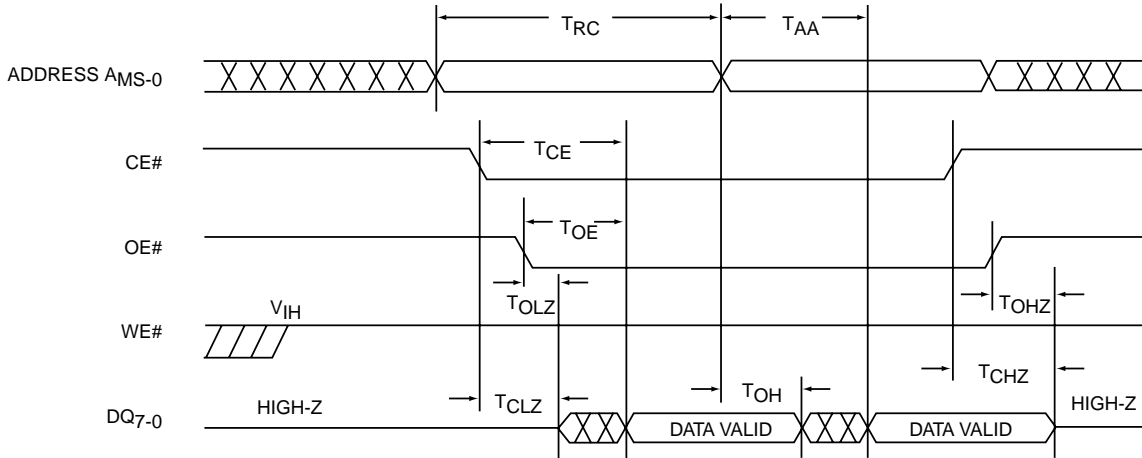 TRC
TAA
ADDRESS AMS-0
CE#
TCE
OE#
TOE
TOLZ
TOHZ
WE#
VIH
TCHZ
DQ7-0
HIGH-Z
TCLZ
TOH
HIGH-Z
DATA VALID
DATA VALID